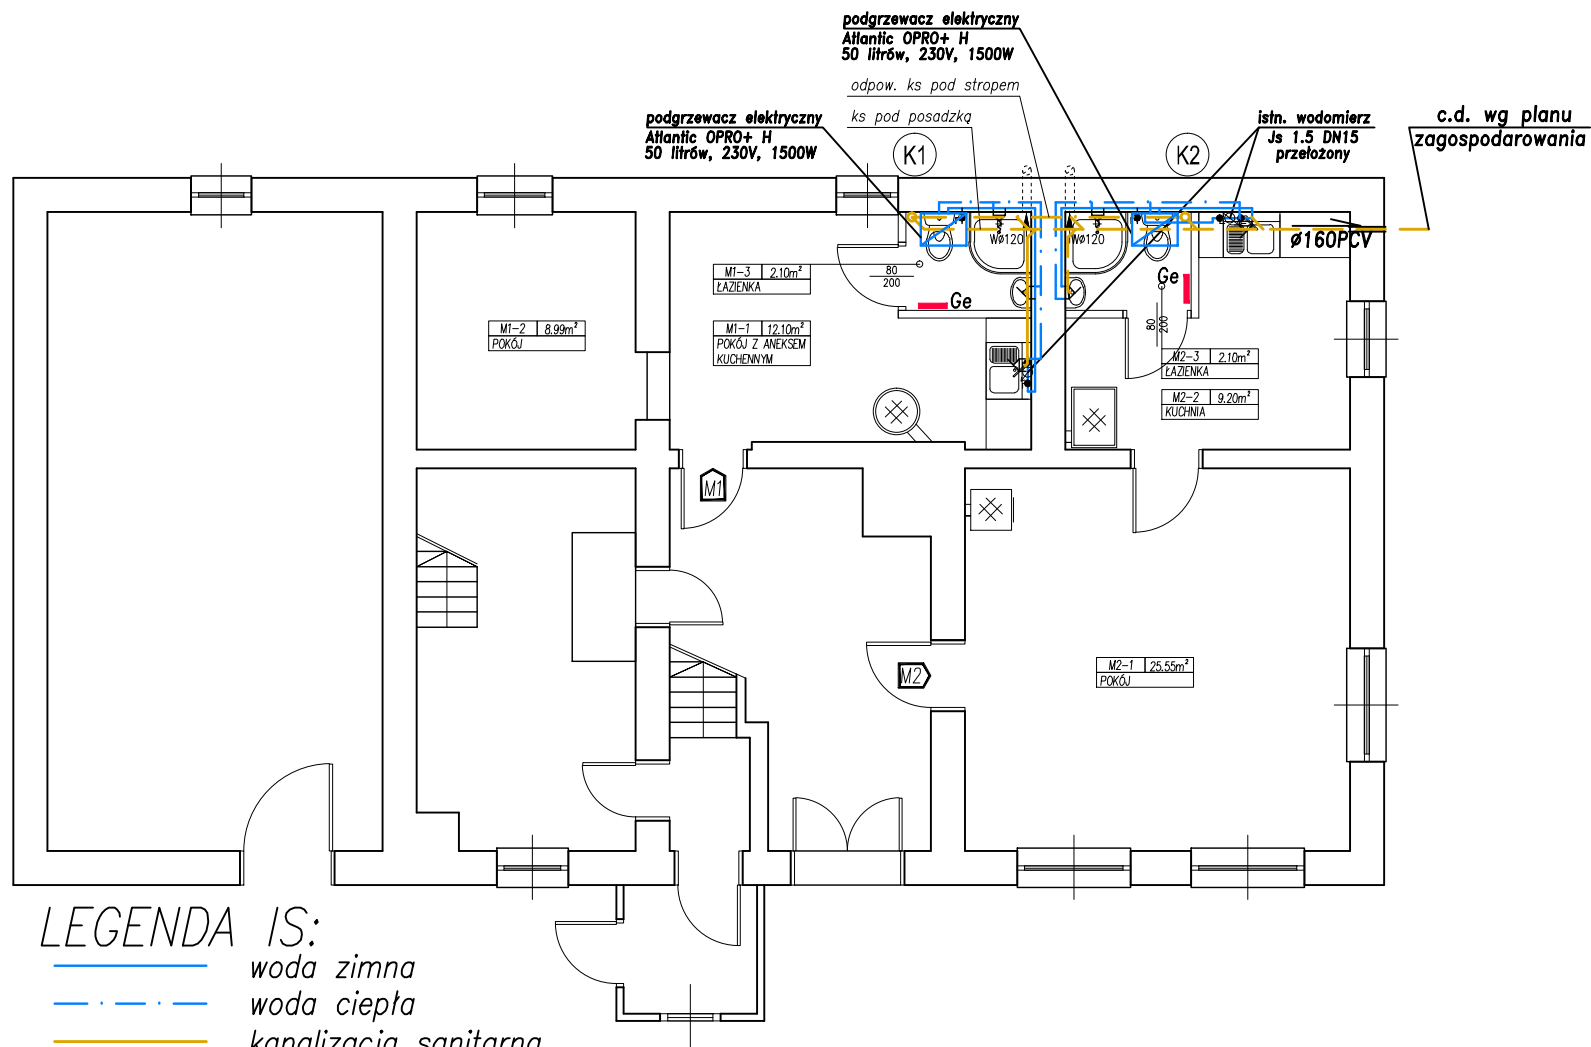 podgrzewacz elektryczny
Atlantic OPRO+ H
50 litrów, 230V, 1500W
odpow. ks pod stropem
ks pod posadzką
podgrzewacz elektryczny
Atlantic OPRO+ H
50 litrów, 230V, 1500W
K1
K2
istn. wodomierz
Js 1.5 DN15
przełożony
c.d. wg planu
zagospodarowania
Wø120
Wø120
ø160PCV
M1-3 2.10m²
ŁAZIENKA
80
200
Ge
Ge
M1-2 8.99m²
POKÓJ
M1-1 12.10m²
POKÓJ Z ANEKSEM
KUCHENNYM
80
200
M2-3 2.10m²
ŁAZIENKA
M2-2 9.20m²
KUCHNIA
M1
M2
M2-1 25.55m²
POKÓJ
LEGENDA IS:
woda zimna
woda ciepła
kanalizacja sanitarna